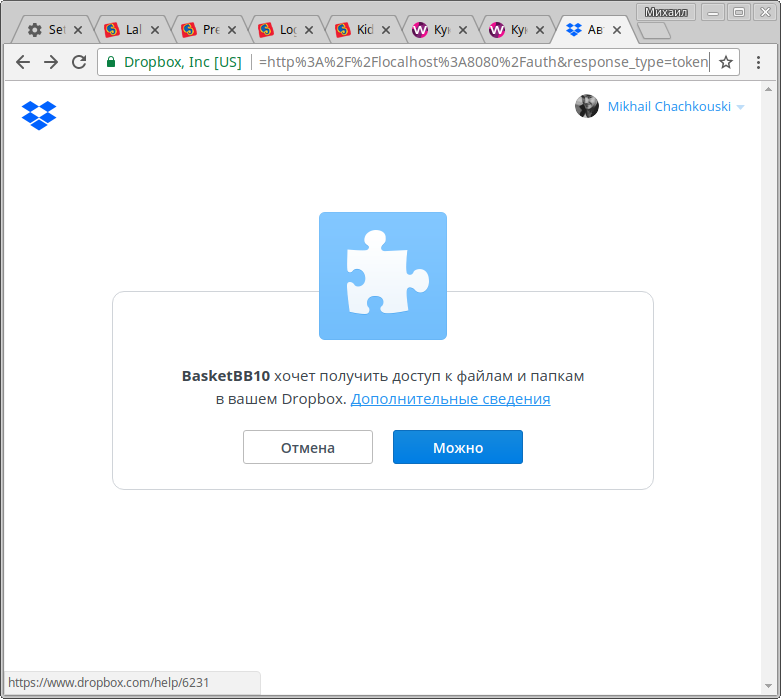 Михаил
Set
Lal
Pre
Log
Kid
Кук
Кук
Ав
Dropbox, Inc [US]
=http%3A%2F%2Flocalhost%3A8080%2Fauth&response_type=token
Mikhail Chachkouski
BasketBB10 хочет получить доступ к файлам и папкам
в вашем Dropbox. Дополнительные сведения
Отмена
Можно
https://www.dropbox.com/help/6231